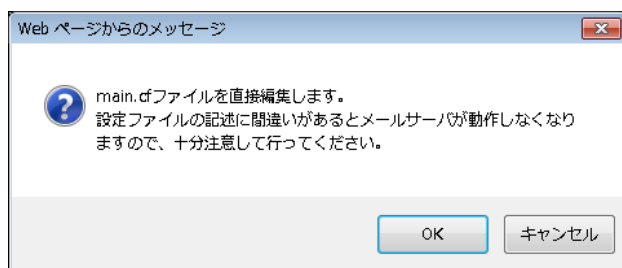 Web ページからのメッセージ
main.cfファイルを直接編集します。
設定ファイルの記述に間違いがあるとメールサーバが動作しなくなり
ますので、十分注意して行ってください。
OK
キャンセル